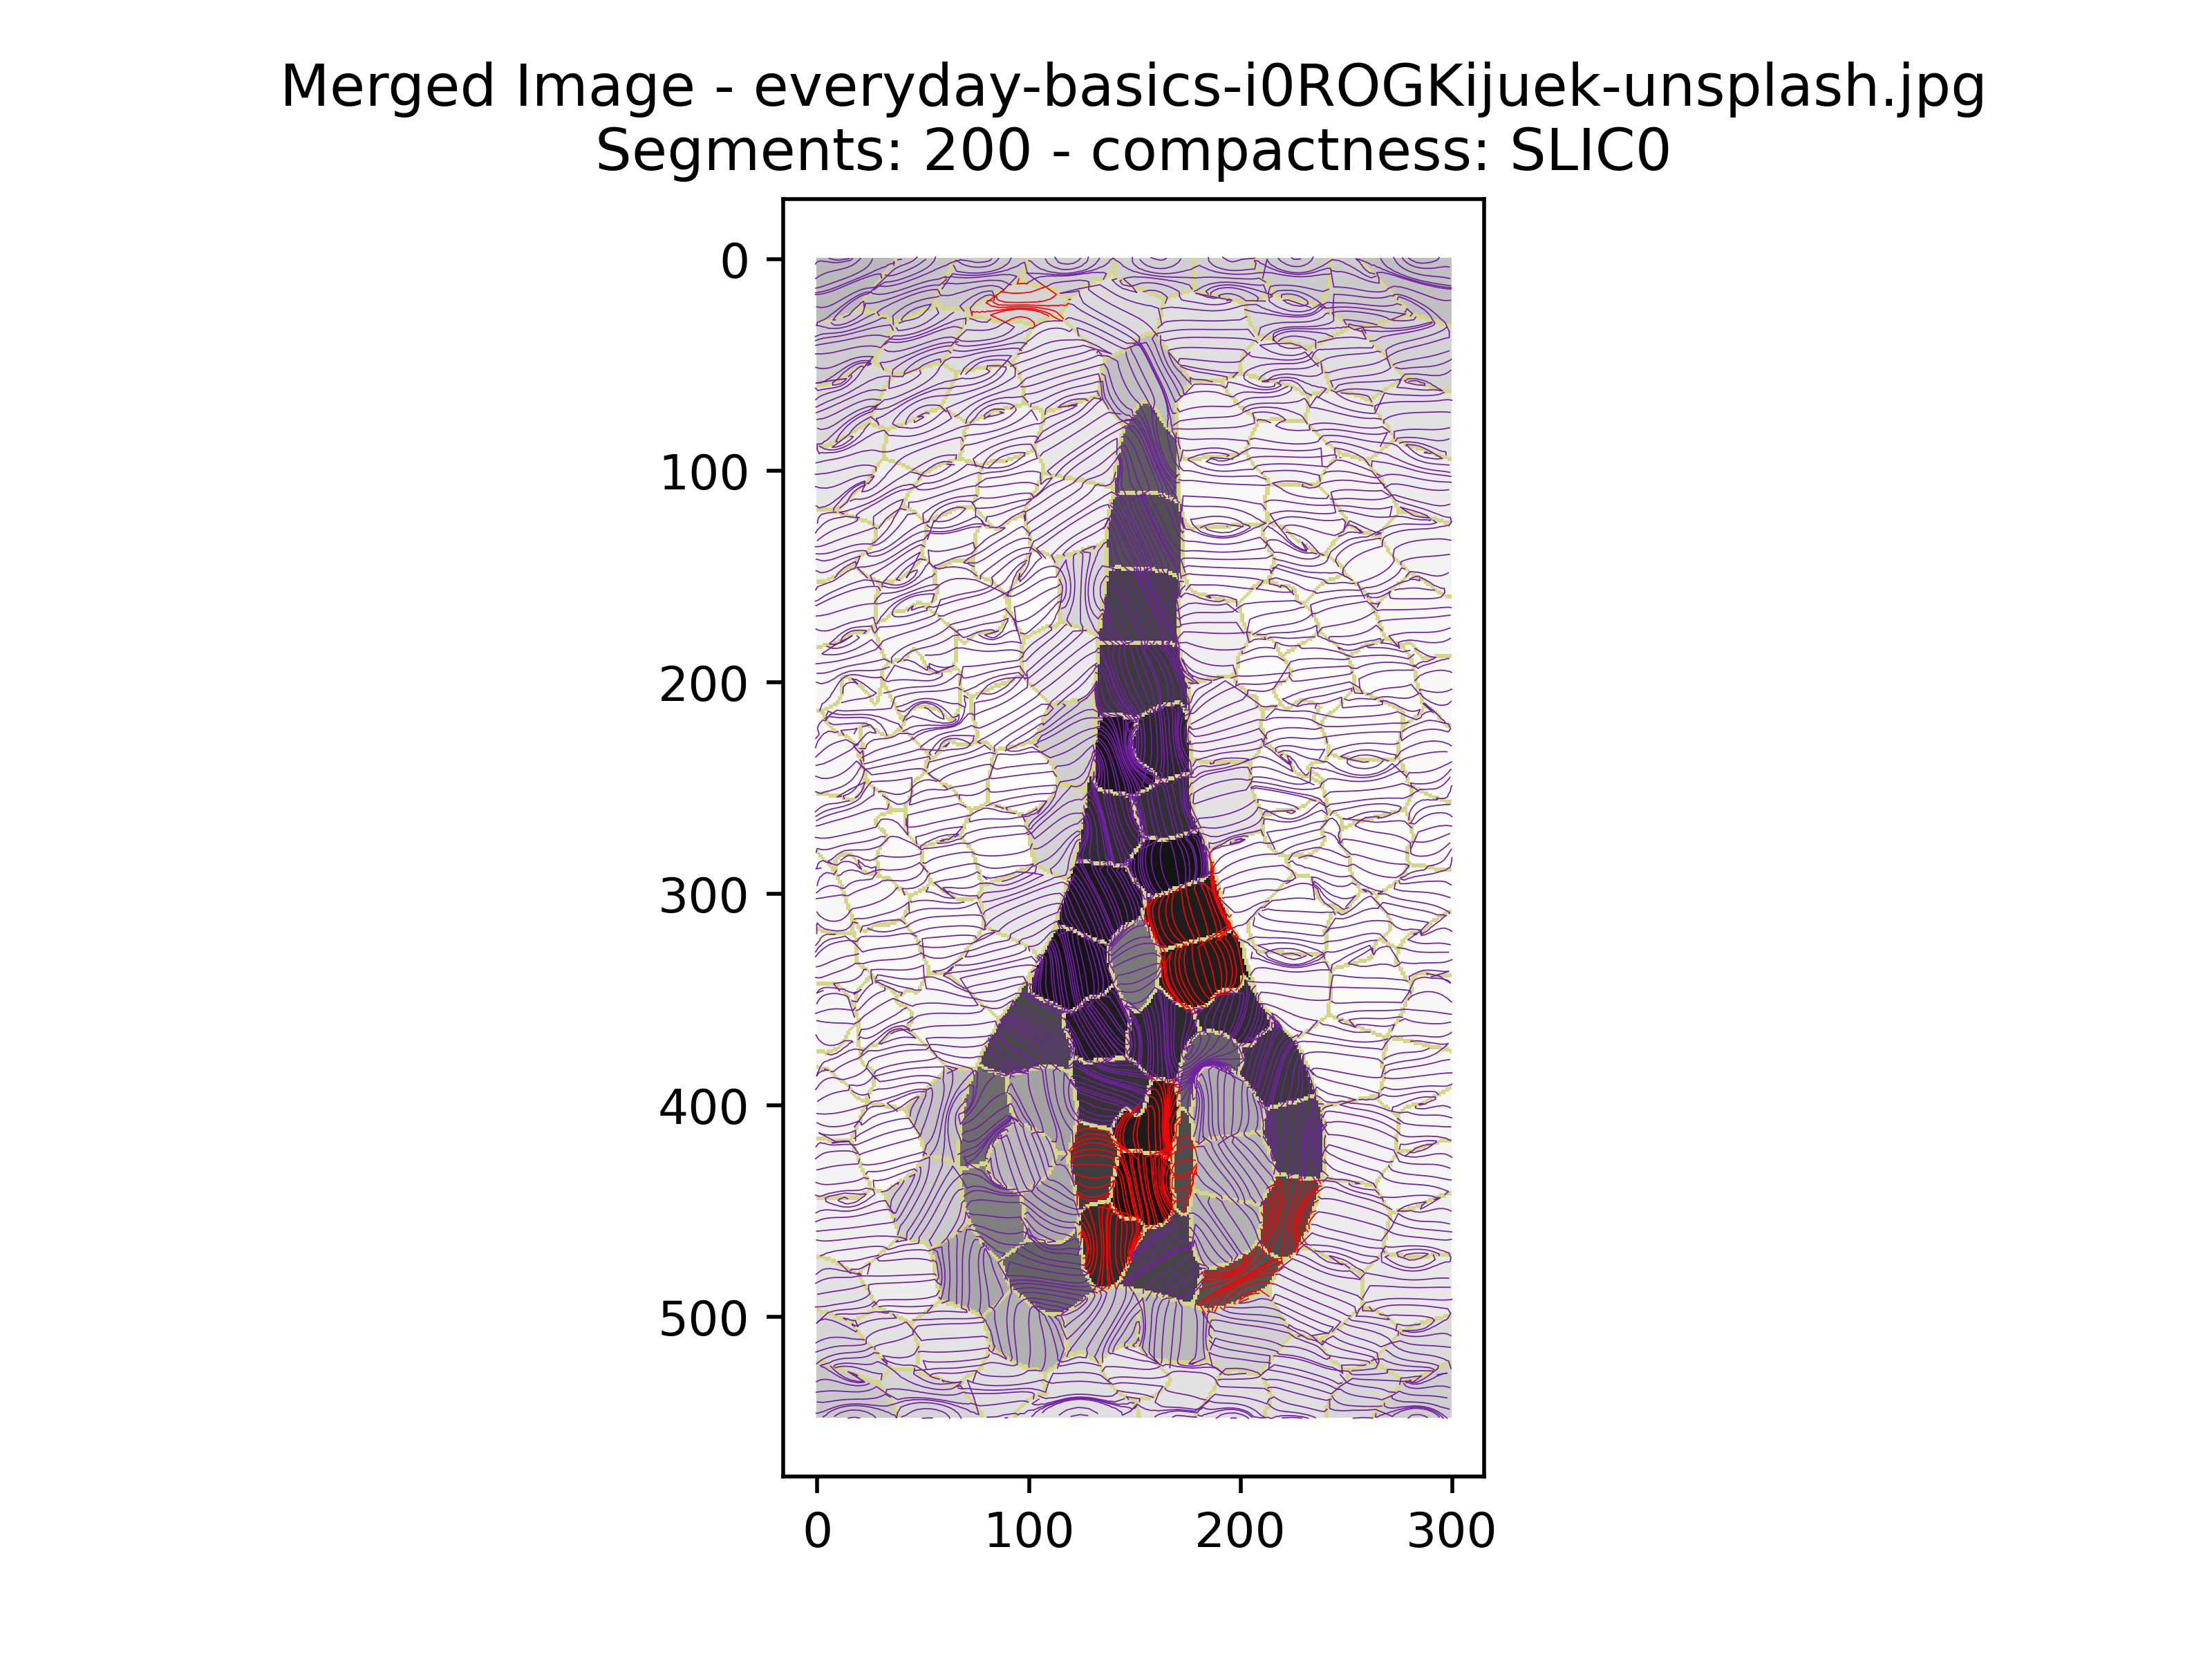 Merged Image - everyday-basics-i0ROGKijuek-unsplash.jpg
Segments: 200 - compactness: SLIC0
0
100
200
300
400
500
0 100 200 300